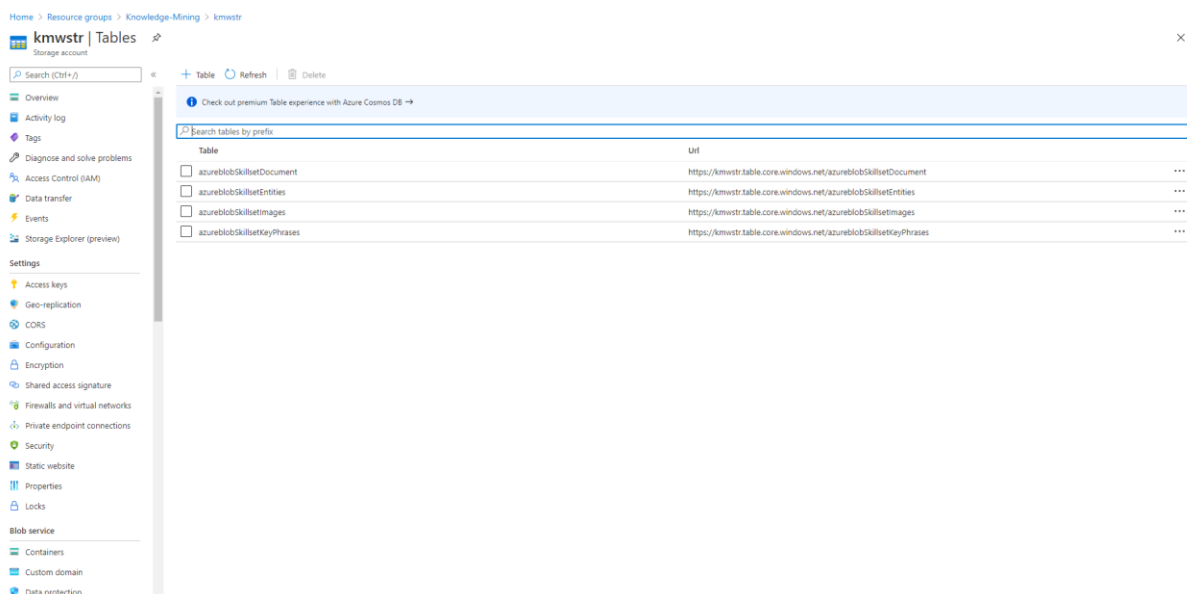 Home > Resource groups > Knowledge-Mining > kmwstr
kmwstr | Tables
Storage account
Search (Ctrl+/)
«
Overview
Activity log
Tags
Diagnose and solve problems
Access Control (IAM)
Data transfer
Events
Storage Explorer (preview)
Settings
Access keys
Geo-replication
CORS
Configuration
Encryption
Shared access signature
Firewalls and virtual networks
Private endpoint connections
Security
Static website
Properties
Locks
Blob service
Containers
Custom domain
Data protection
+ Table Refresh Delete
Check out premium Table experience with Azure Cosmos DB →
Search tables by prefix
Table Url
azureblobSkillsetDocument https://kmwstr.table.core.windows.net/azureblobSkillsetDocument ...
azureblobSkillsetEntities https://kmwstr.table.core.windows.net/azureblobSkillsetEntities ...
azureblobSkillsetImages https://kmwstr.table.core.windows.net/azureblobSkillsetImages ...
azureblobSkillsetKeyPhrases https://kmwstr.table.core.windows.net/azureblobSkillsetKeyPhrases ...